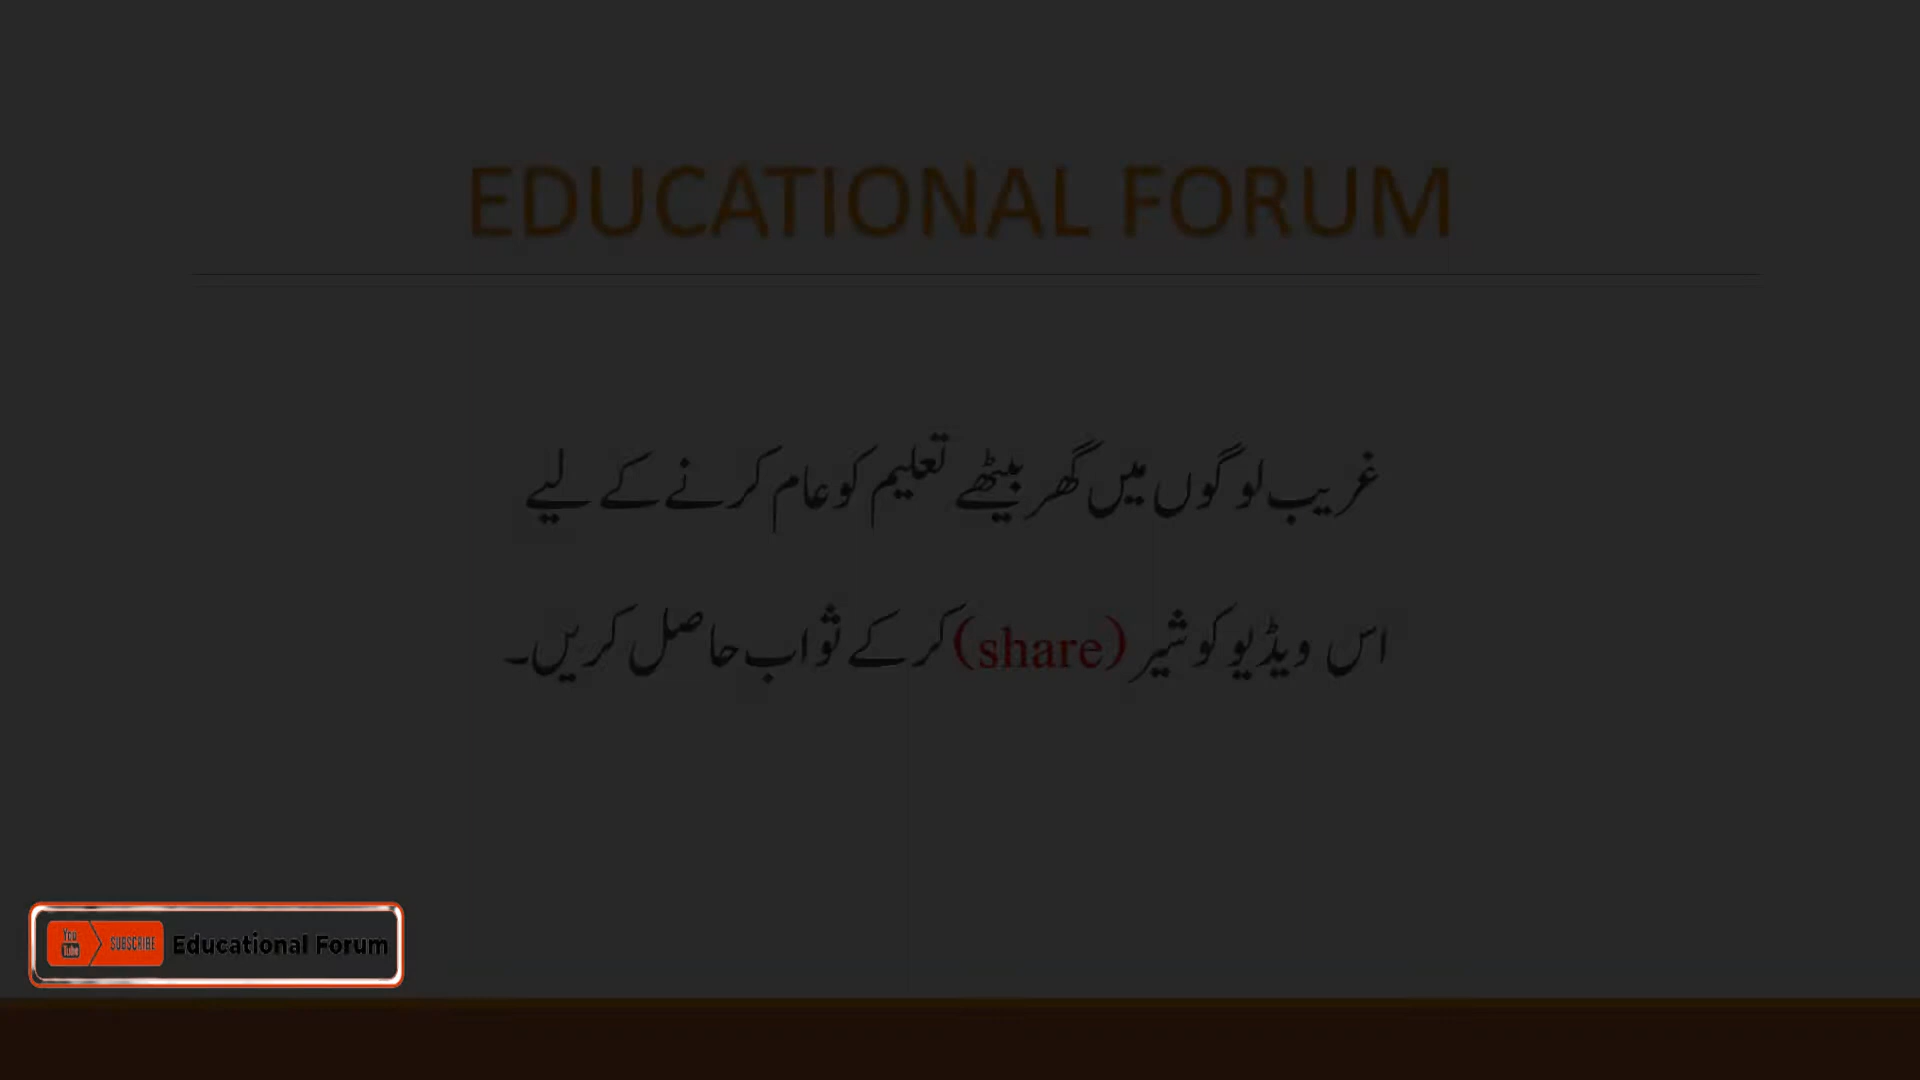 EDUCATIONAL FORUM
غریب لوگوں میں گھر بیٹھے تعلیم کو عام کرنے کے لیے
اس ویڈیو کو شیر (share) کر کے ثواب حاصل کریں۔
You Tube SUBSCRIBE Educational Forum